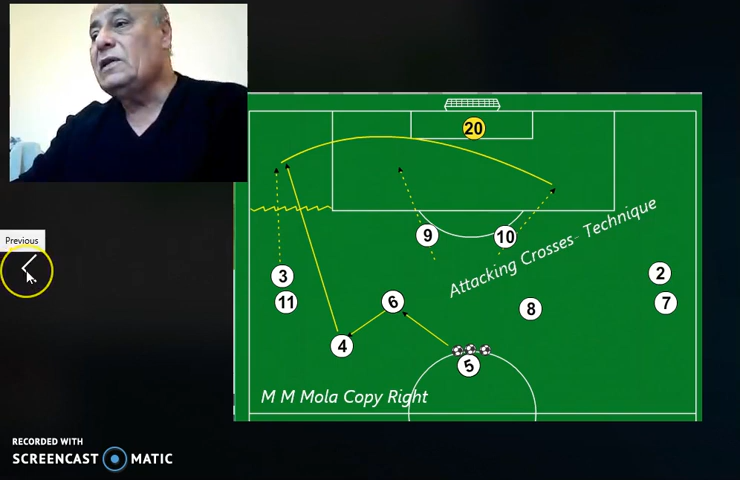 20
9
10
Attacking Crosses- Technique
3
2
11
6
8
7
4
5
M M Mola Copy Right
Previous
RECORDED WITH
SCREENCAST MATIC